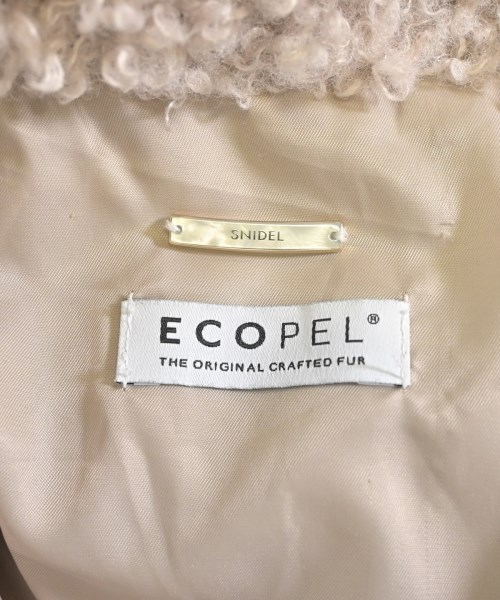 SNIDEL
ECOPEL®
THE ORIGINAL CRAFTED FUR